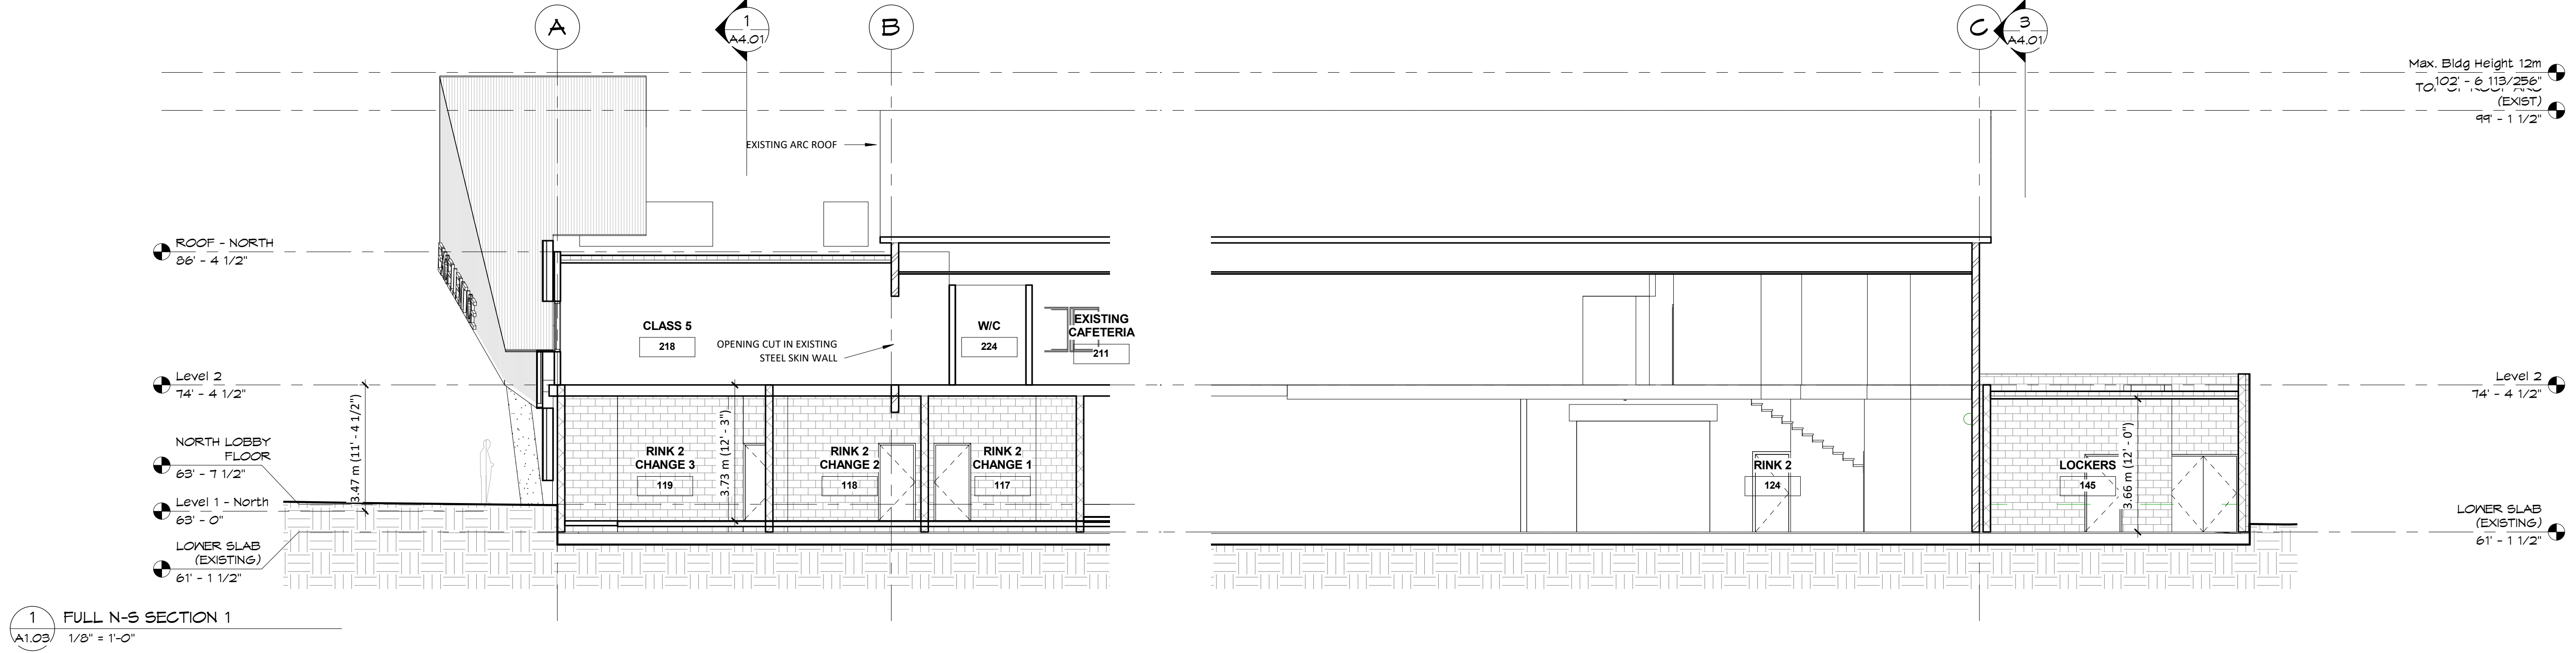 A
1
A4.01
B
C
3
A4.01
Max. Bldg Height 12m
102' - 6 113/256"
TO. OF ROOF ARC
(EXIST)
99' - 1 1/2"
EXISTING ARC ROOF
ROOF - NORTH
86' - 4 1/2"
CLASS 5
218
OPENING CUT IN EXISTING
STEEL SKIN WALL
W/C
224
EXISTING
CAFETERIA
211
Level 2
74' - 4 1/2"
Level 2
74' - 4 1/2"
3.47 m (11' - 4 1/2")
NORTH LOBBY
FLOOR
63' - 7 1/2"
RINK 2
CHANGE 3
119
3.73 m (12' - 3")
RINK 2
CHANGE 2
118
RINK 2
CHANGE 1
117
RINK 2
124
LOCKERS
145
3.66 m (12' - 0")
Level 1 - North
63' - 0"
LOWER SLAB
(EXISTING)
61' - 1 1/2"
LOWER SLAB
(EXISTING)
61' - 1 1/2"
1
A1.03
FULL N-S SECTION 1
1/8" = 1'-0"